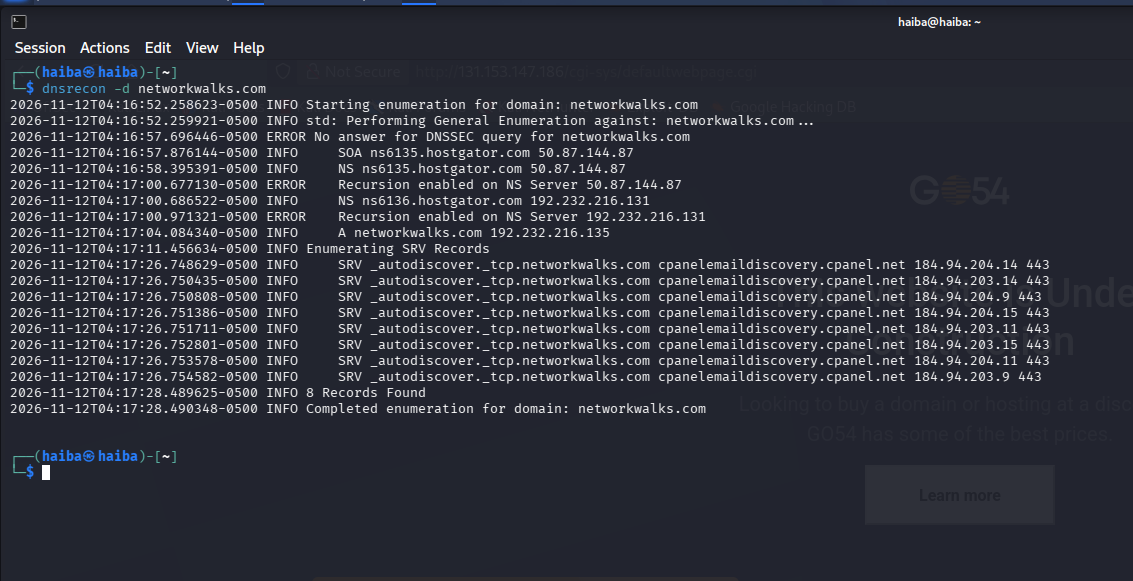 haiba@haiba: ~
Session Actions Edit View Help
┌──(haiba㉿haiba)-[~]
└─$ dnsrecon -d networkwalks.com
2026-11-12T04:16:52.258623-0500 INFO Starting enumeration for domain: networkwalks.com
2026-11-12T04:16:52.259921-0500 INFO std: Performing General Enumeration against: networkwalks.com...
2026-11-12T04:16:57.696446-0500 ERROR No answer for DNSSEC query for networkwalks.com
2026-11-12T04:16:57.876144-0500 INFO     SOA ns6135.hostgator.com 50.87.144.87
2026-11-12T04:16:58.395391-0500 INFO     NS ns6135.hostgator.com 50.87.144.87
2026-11-12T04:17:00.677130-0500 ERROR    Recursion enabled on NS Server 50.87.144.87
2026-11-12T04:17:00.686522-0500 INFO     NS ns6136.hostgator.com 192.232.216.131
2026-11-12T04:17:00.971321-0500 ERROR    Recursion enabled on NS Server 192.232.216.131
2026-11-12T04:17:04.084340-0500 INFO     A networkwalks.com 192.232.216.135
2026-11-12T04:17:11.456634-0500 INFO Enumerating SRV Records
2026-11-12T04:17:26.748629-0500 INFO     SRV _autodiscover._tcp.networkwalks.com cpanelemaildiscovery.cpanel.net 184.94.204.14 443
2026-11-12T04:17:26.750435-0500 INFO     SRV _autodiscover._tcp.networkwalks.com cpanelemaildiscovery.cpanel.net 184.94.203.14 443
2026-11-12T04:17:26.750808-0500 INFO     SRV _autodiscover._tcp.networkwalks.com cpanelemaildiscovery.cpanel.net 184.94.204.9 443
2026-11-12T04:17:26.751386-0500 INFO     SRV _autodiscover._tcp.networkwalks.com cpanelemaildiscovery.cpanel.net 184.94.204.15 443
2026-11-12T04:17:26.751711-0500 INFO     SRV _autodiscover._tcp.networkwalks.com cpanelemaildiscovery.cpanel.net 184.94.203.11 443
2026-11-12T04:17:26.752801-0500 INFO     SRV _autodiscover._tcp.networkwalks.com cpanelemaildiscovery.cpanel.net 184.94.203.15 443
2026-11-12T04:17:26.753578-0500 INFO     SRV _autodiscover._tcp.networkwalks.com cpanelemaildiscovery.cpanel.net 184.94.204.11 443
2026-11-12T04:17:26.754582-0500 INFO     SRV _autodiscover._tcp.networkwalks.com cpanelemaildiscovery.cpanel.net 184.94.203.9 443
2026-11-12T04:17:28.489625-0500 INFO 8 Records Found
2026-11-12T04:17:28.490348-0500 INFO Completed enumeration for domain: networkwalks.com
┌──(haiba㉿haiba)-[~]
└─$
Not Secure
Google Hacking DB
GO54
Looking to buy a domain or hosting at a disc
GO54 has some of the best prices.
Learn more